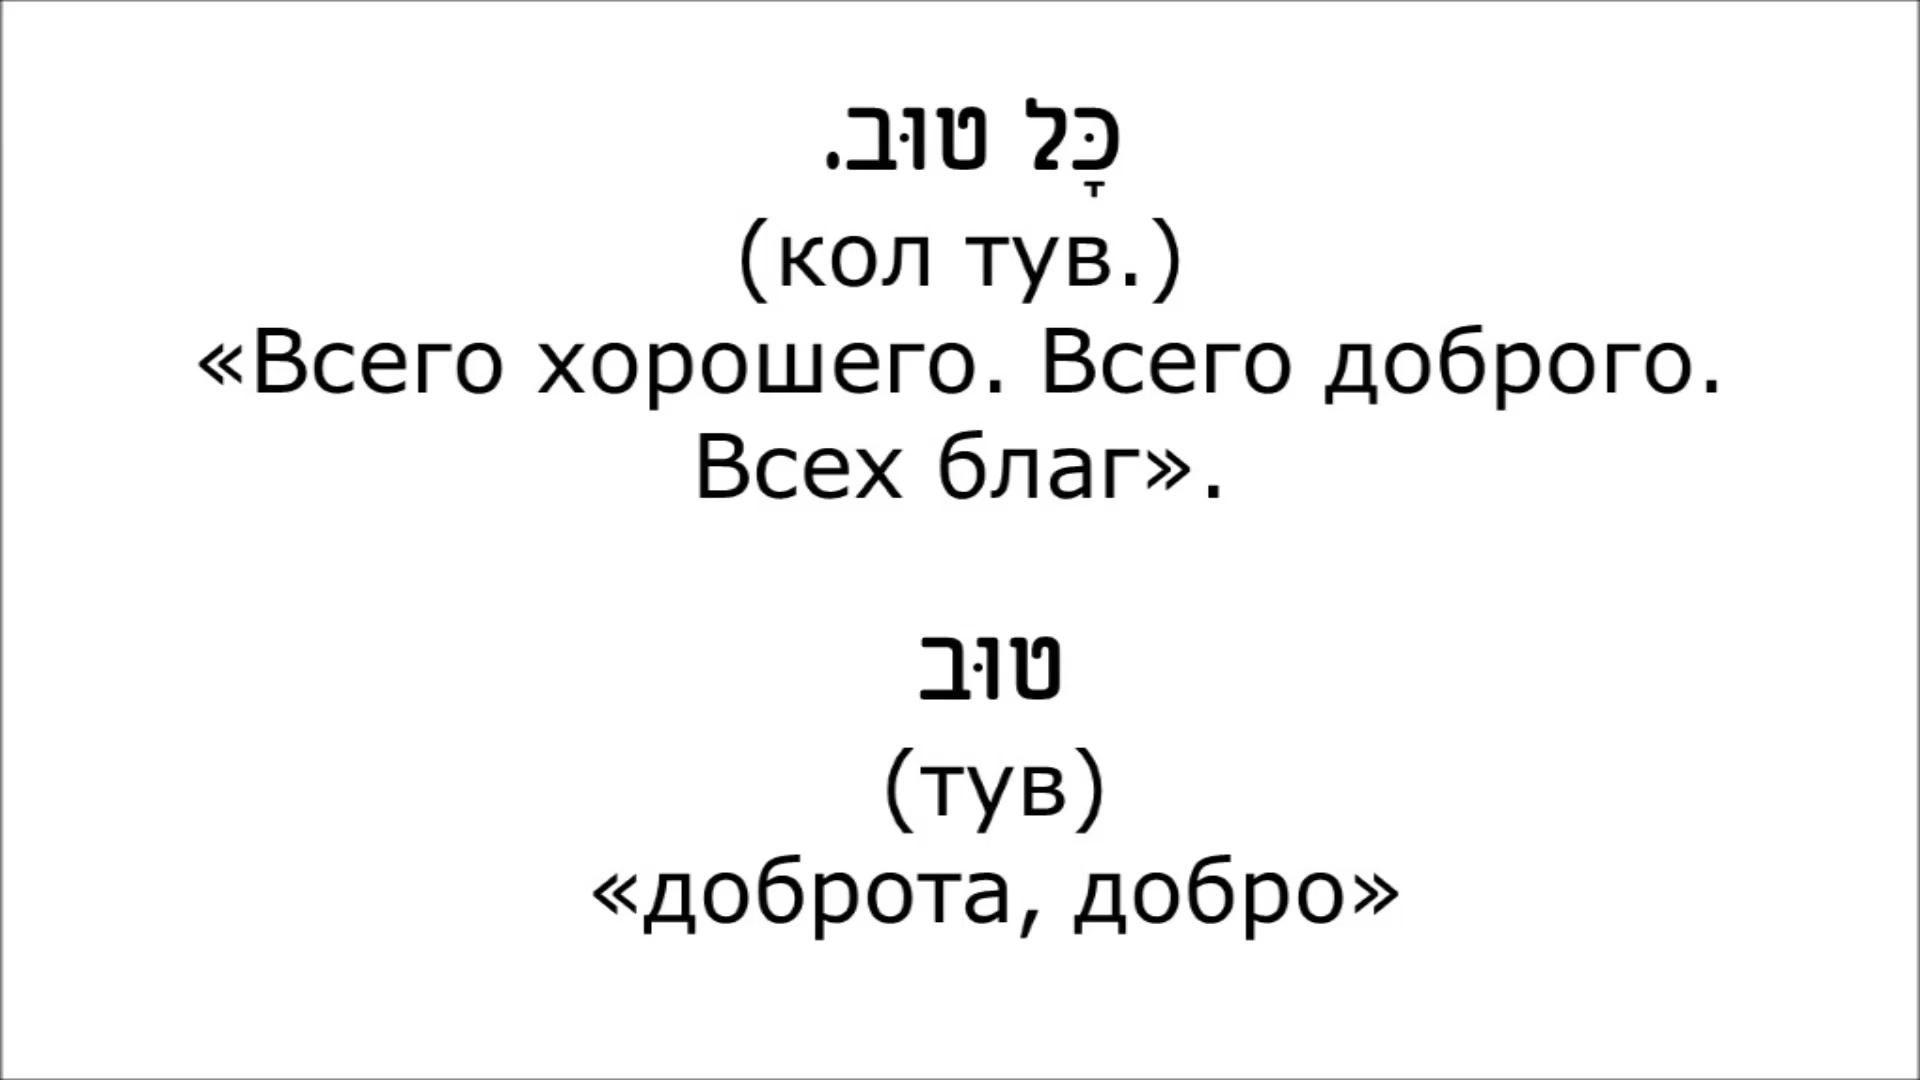 כָּל טוּב.
(кол тув.)
«Всего хорошего. Всего доброго.
Всех благ».
טוּב
(тув)
«доброта, добро»